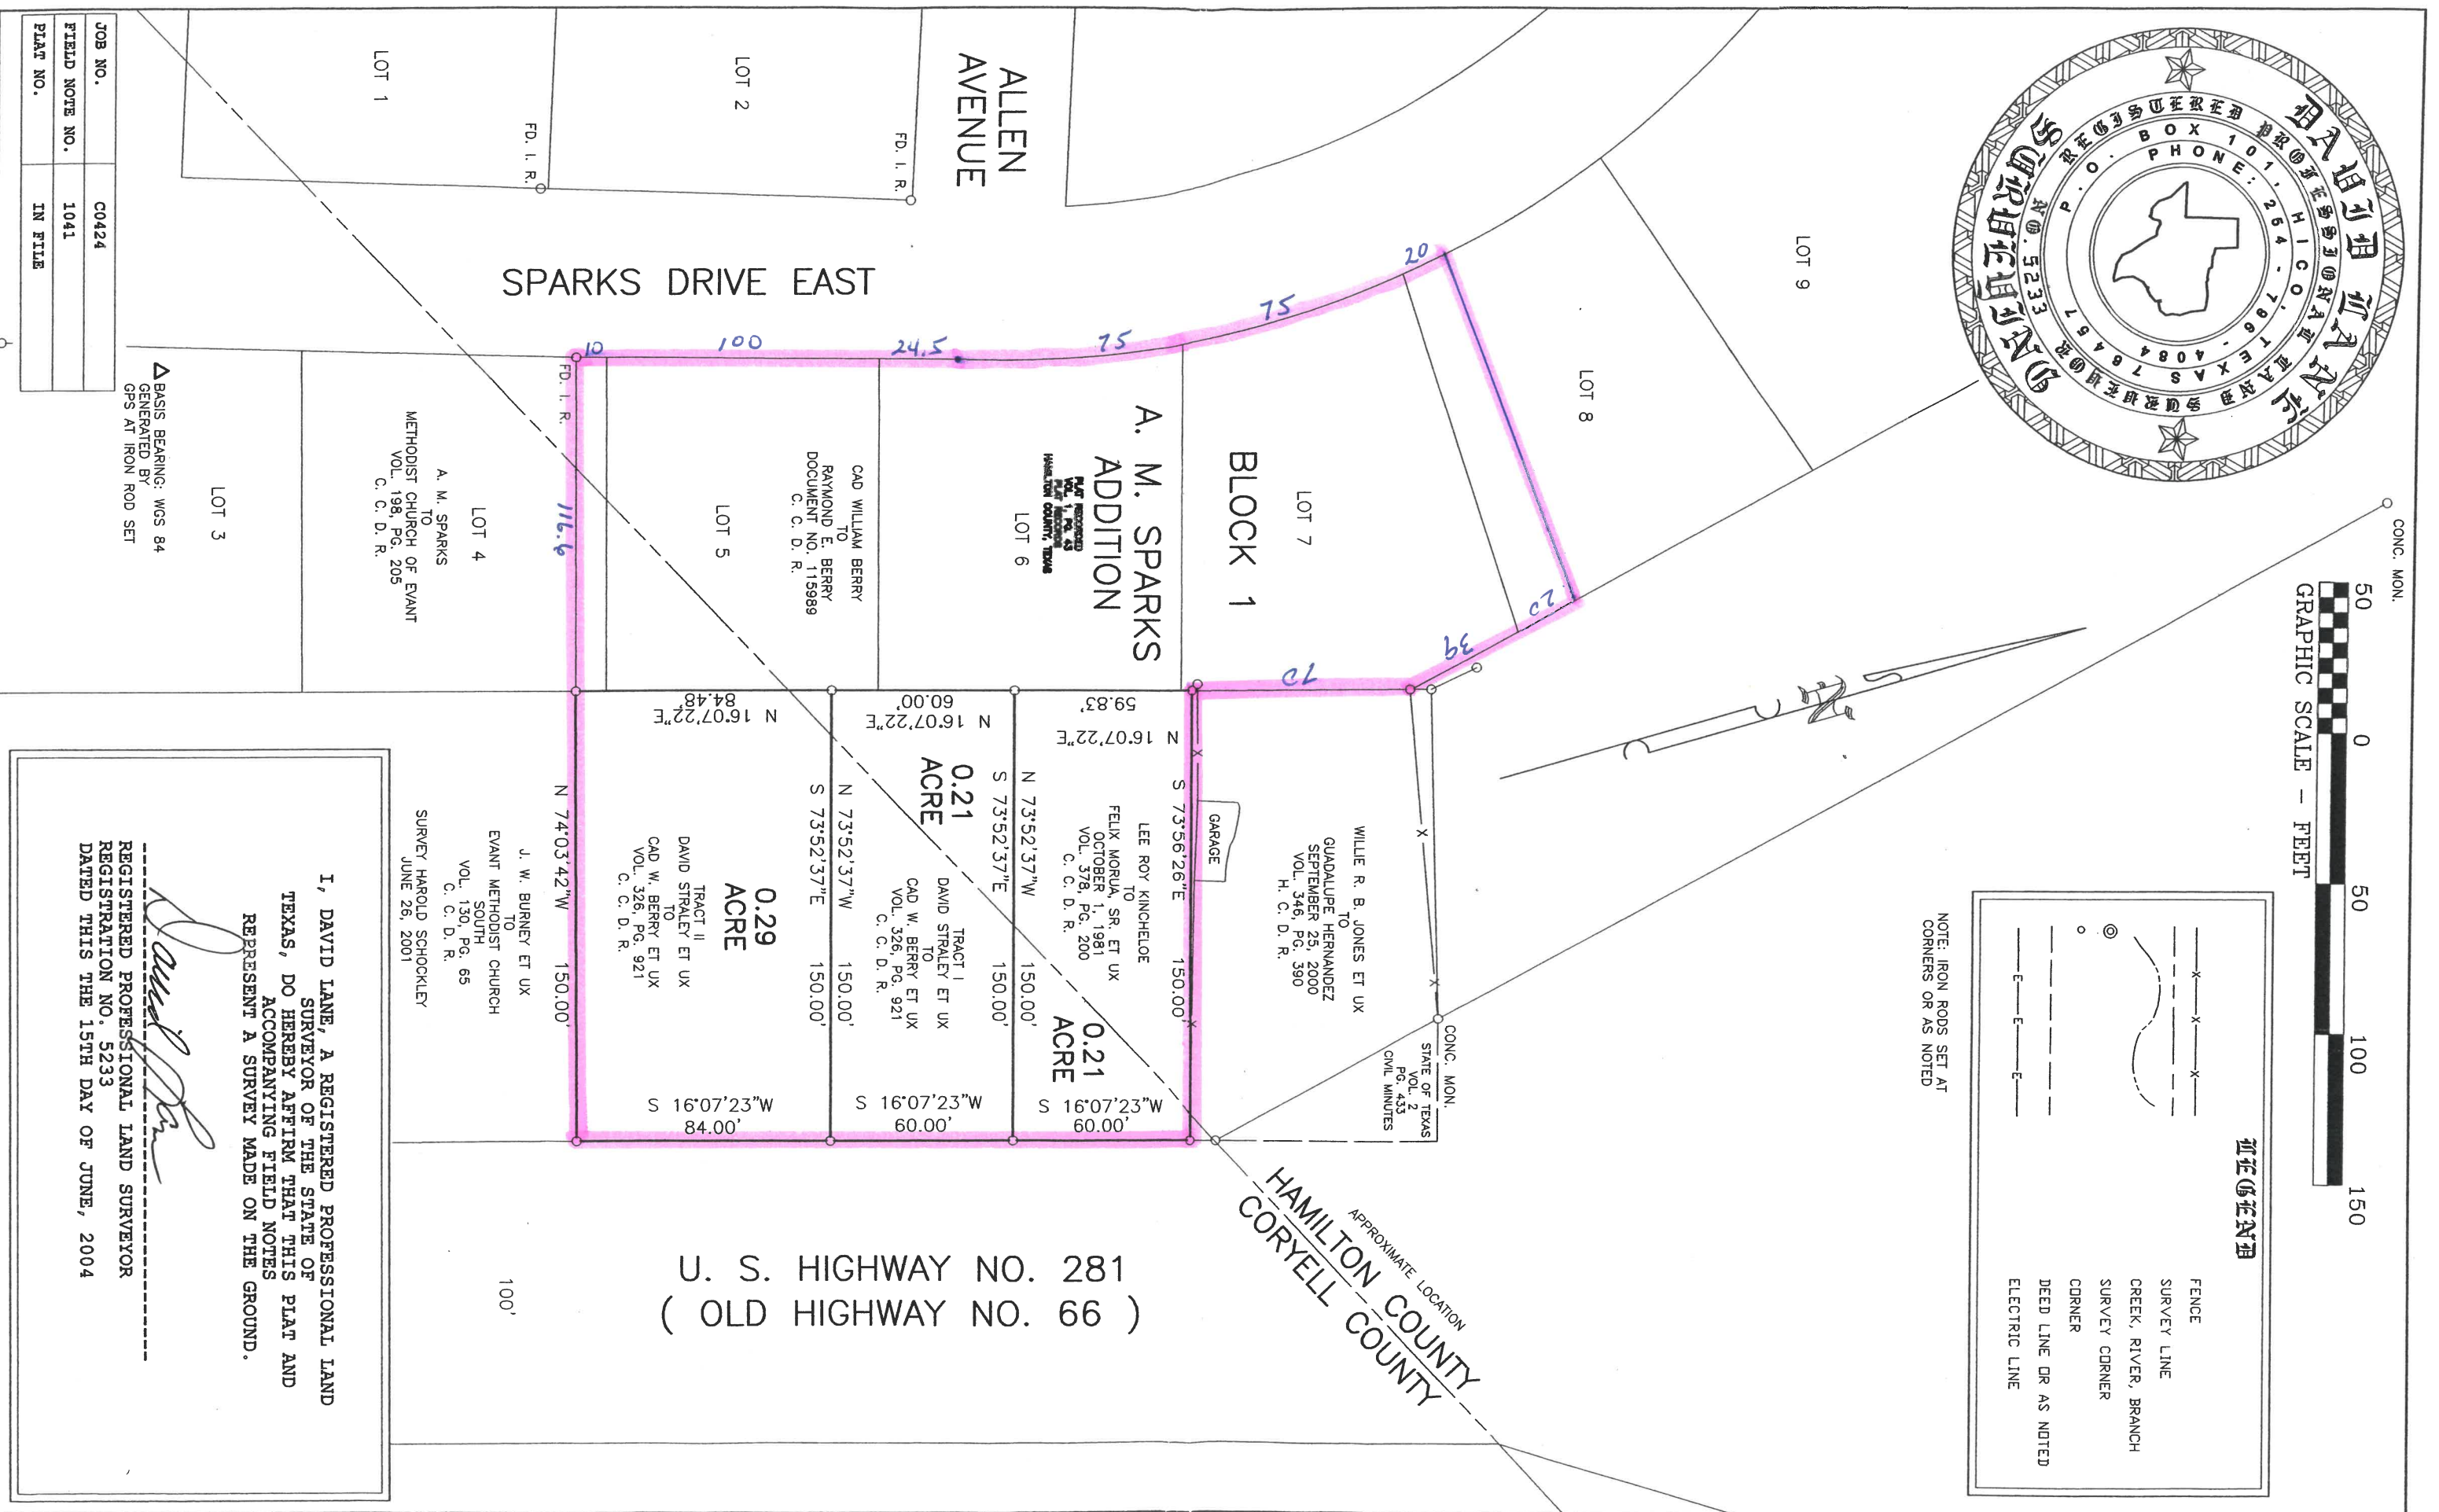 JOB NO. C0424
FIELD NOTE NO. 1041
PLAT NO. IN FILE
LOT 1
LOT 2
FD. I. R.
FD. I. R.
ALLEN
AVENUE
SPARKS DRIVE EAST
DAVID LANE
SURVEYING
REGISTERED PROFESSIONAL LAND SURVEYOR
NO. 5233
P.O. BOX 101, HICO, TEXAS 76457
PHONE: 254-796-4084
LOT 9
LOT 8
LOT 7
BLOCK 1
A. M. SPARKS
ADDITION
PLAT RECORDED
VOL. 1, PG. 43
PLAT RECORDS
HAMILTON COUNTY, TEXAS
LOT 6
CAD WILLIAM BERRY
TO
RAYMOND E. BERRY
DOCUMENT NO. 115989
C. C. D. R.
LOT 5
FD. I. R.
LOT 4
A. M. SPARKS
TO
METHODIST CHURCH OF EVANT
VOL. 198, PG. 205
C. C. D. R.
LOT 3
△ BASIS BEARING: WGS 84
GENERATED BY
GPS AT IRON ROD SET
20
75
75
24.5
100
10
116.6
20
39
70
CONC. MON.
50 0 50 100 150
GRAPHIC SCALE - FEET
N
59.83'
N 16°07'22"E
60.00'
N 16°07'22"E
84.48'
N 16°07'22"E
S 73°56'26"E 150.00'
N 73°52'37"W 150.00'
S 73°52'37"E 150.00'
N 73°52'37"W 150.00'
S 73°52'37"E 150.00'
N 74°03'42"W 150.00'
GARAGE
WILLIE R. B. JONES ET UX
TO
GUADALUPE HERNANDEZ
SEPTEMBER 25, 2000
VOL. 346, PG. 390
H. C. D. R.
LEE ROY KINCHELOE
TO
FELIX MORUA, SR. ET UX
OCTOBER 1, 1981
VOL. 378, PG. 200
C. C. D. R.
0.21
ACRE
TRACT I
DAVID STRALEY ET UX
TO
CAD W. BERRY ET UX
VOL. 326, PG. 921
C. C. D. R.
0.21
ACRE
0.29
ACRE
TRACT II
DAVID STRALEY ET UX
TO
CAD W. BERRY ET UX
VOL. 326, PG. 921
C. C. D. R.
J. W. BURNEY ET UX
TO
EVANT METHODIST CHURCH
SOUTH
VOL. 130, PG. 65
C. C. D. R.
SURVEY HAROLD SCHOCKLEY
JUNE 26, 2001
S 16°07'23"W
84.00'
S 16°07'23"W
60.00'
S 16°07'23"W
60.00'
CONC. MON.
STATE OF TEXAS
VOL. 2
PG. 433
CIVIL MINUTES
APPROXIMATE LOCATION
HAMILTON COUNTY
CORYELL COUNTY
U. S. HIGHWAY NO. 281
( OLD HIGHWAY NO. 66 )
100'
NOTE: IRON RODS SET AT
CORNERS OR AS NOTED
LEGEND
FENCE
SURVEY LINE
CREEK, RIVER, BRANCH
SURVEY CORNER
CORNER
DEED LINE OR AS NOTED
ELECTRIC LINE
I, DAVID LANE, A REGISTERED PROFESSIONAL LAND
SURVEYOR OF THE STATE OF
TEXAS, DO HEREBY AFFIRM THAT THIS PLAT AND
ACCOMPANYING FIELD NOTES
REPRESENT A SURVEY MADE ON THE GROUND.
David Lane
REGISTERED PROFESSIONAL LAND SURVEYOR
REGISTRATION NO. 5233
DATED THIS THE 15TH DAY OF JUNE, 2004